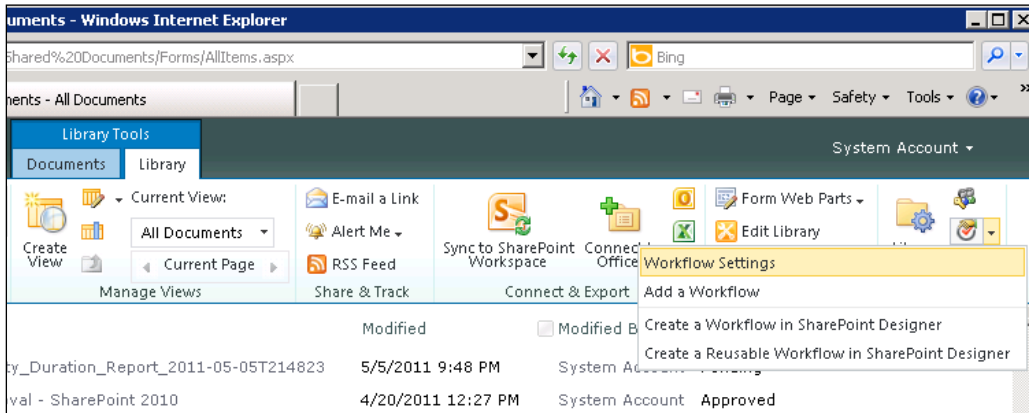 uments - Windows Internet Explorer
Shared%20Documents/Forms/AllItems.aspx
Bing
ments - All Documents
Page Safety Tools
Library Tools
System Account
Documents Library
Current View:
All Documents
Current Page
Create
View
Manage Views
E-mail a Link
Alert Me
RSS Feed
Share & Track
Sync to SharePoint
Workspace
Connect
Office
Connect & Export
Form Web Parts
Edit Library
Workflow Settings
Add a Workflow
Create a Workflow in SharePoint Designer
Create a Reusable Workflow in SharePoint Designer
Modified Modified B
ty_Duration_Report_2011-05-05T214823 5/5/2011 9:48 PM System Ac
val - SharePoint 2010 4/20/2011 12:27 PM System Account Approved